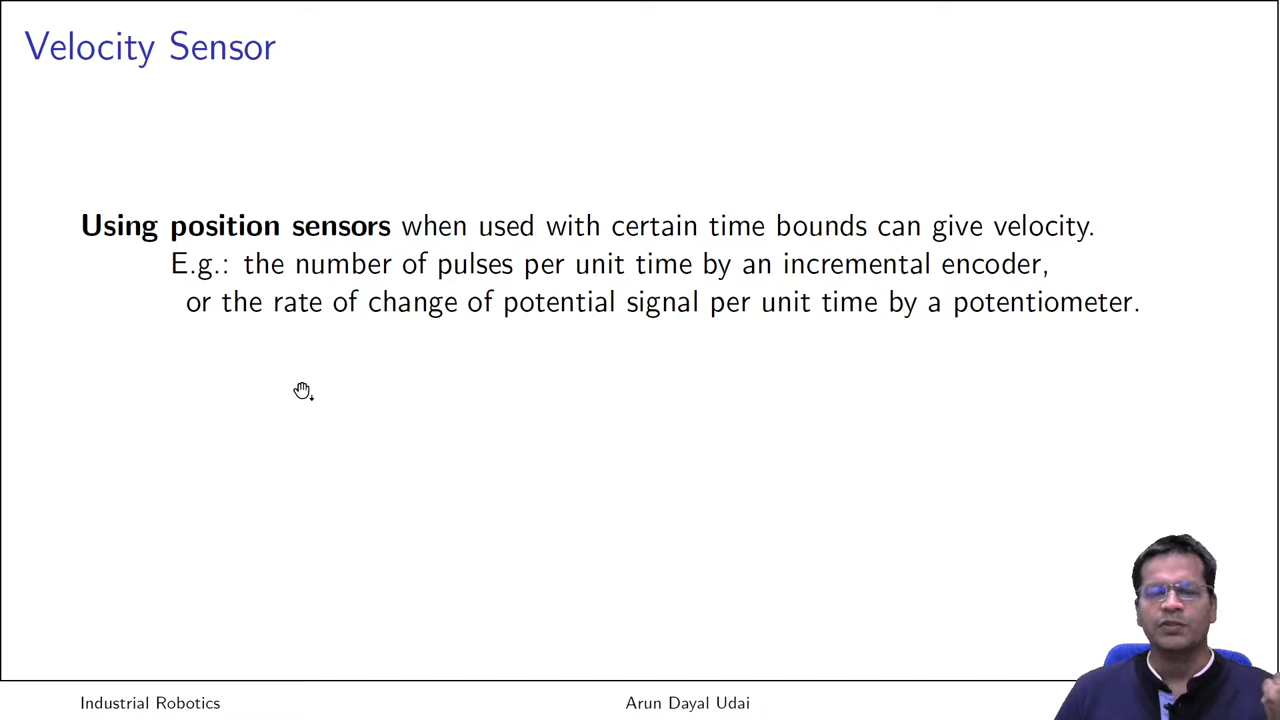 Velocity Sensor
Using position sensors when used with certain time bounds can give velocity.
E.g.: the number of pulses per unit time by an incremental encoder,
or the rate of change of potential signal per unit time by a potentiometer.
Industrial Robotics
Arun Dayal Udai